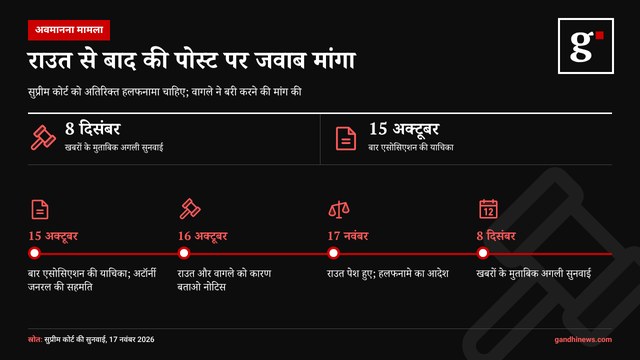 अवमानना मामला
राउत से बाद की पोस्ट पर जवाब मांगा
सुप्रीम कोर्ट को अतिरिक्त हलफनामा चाहिए; वागले ने बरी करने की मांग की
g
8 दिसंबर
खबरों के मुताबिक अगली सुनवाई
15 अक्टूबर
बार एसोसिएशन की याचिका
12
15 अक्टूबर
16 अक्टूबर
17 नवंबर
8 दिसंबर
बार एसोसिएशन की याचिका; अटॉर्नी
जनरल की सहमति
राउत और वागले को कारण
बताओ नोटिस
राउत पेश हुए; हलफनामे का आदेश
खबरों के मुताबिक अगली सुनवाई
स्रोत: सुप्रीम कोर्ट की सुनवाई, 17 नवंबर 2026
gandhinews.com